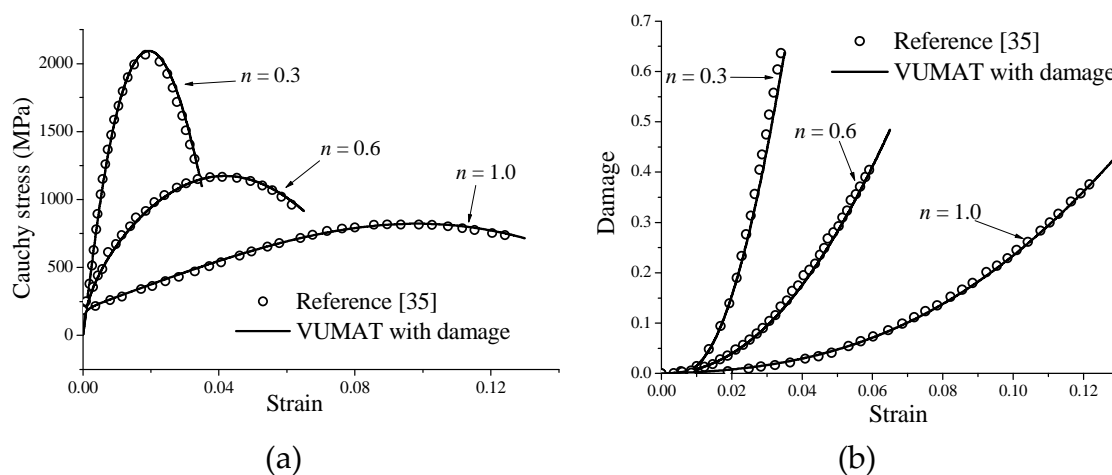 2000
1500
1000
500
0
Cauchy stress (MPa)
n = 0.3
n = 0.6
n = 1.0
Reference [35]
VUMAT with damage
0.00 0.04 0.08 0.12
Strain
(a)
0.7
0.6
0.5
0.4
0.3
0.2
0.1
0.0
Damage
Reference [35]
VUMAT with damage
n = 0.3
n = 0.6
n = 1.0
0.00 0.02 0.04 0.06 0.08 0.10 0.12
Strain
(b)